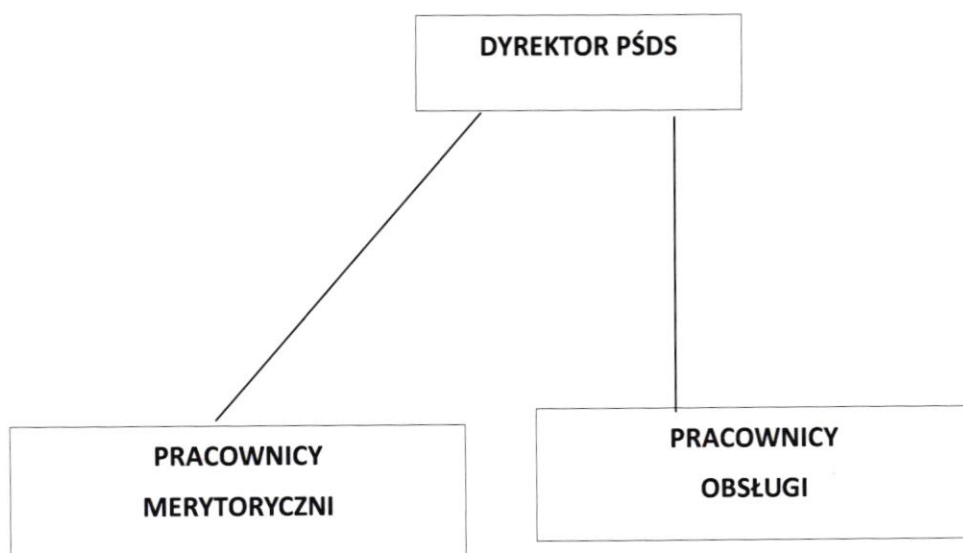 DYREKTOR PŚDS
PRACOWNICY
MERYTORYCZNI
PRACOWNICY
OBSŁUGI